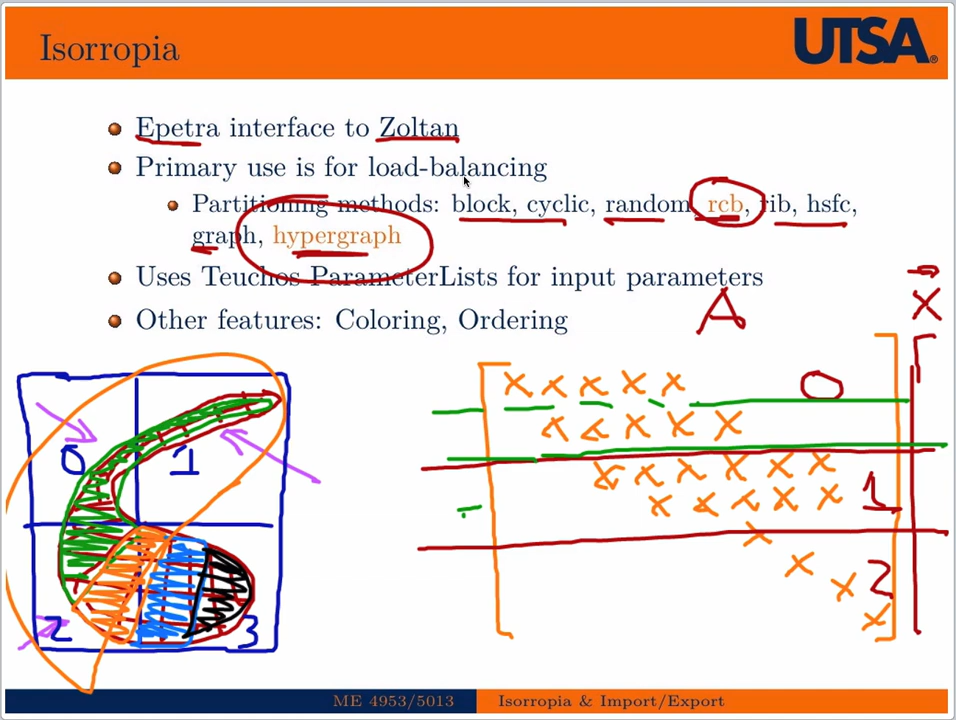 Isorropia
UTSA®
Epetra interface to Zoltan
Primary use is for load-balancing
Partitioning methods: block, cyclic, random, rcb, rib, hsfc,
graph, hypergraph
Uses Teuchos ParameterLists for input parameters
Other features: Coloring, Ordering
A
X
x x x x x
0
x x x x x
0 1
x x x x x x
x x x x x
1
x
x
x
2
x
2 3
ME 4953/5013
Isorropia & Import/Export